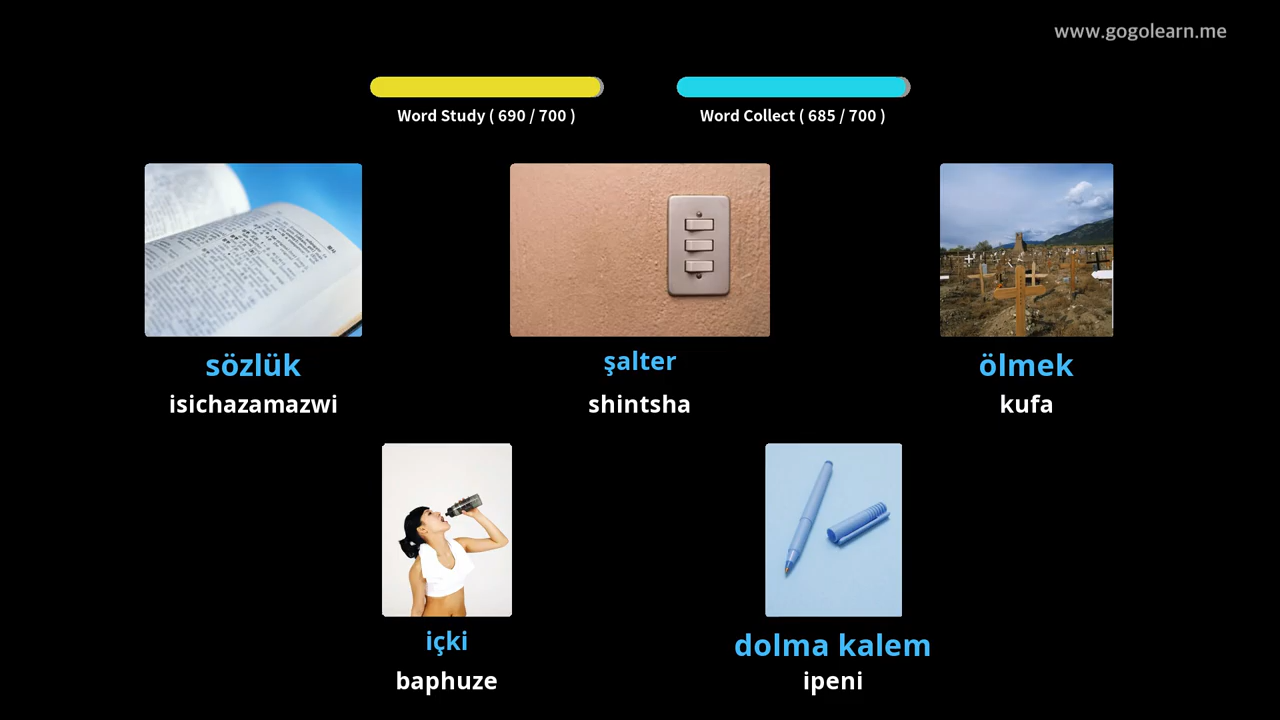 www.gogolearn.me
Word Study ( 690 / 700 )
Word Collect ( 685 / 700 )
sözlük
isichazamazwi
şalter
shintsha
ölmek
kufa
içki
baphuze
dolma kalem
ipeni